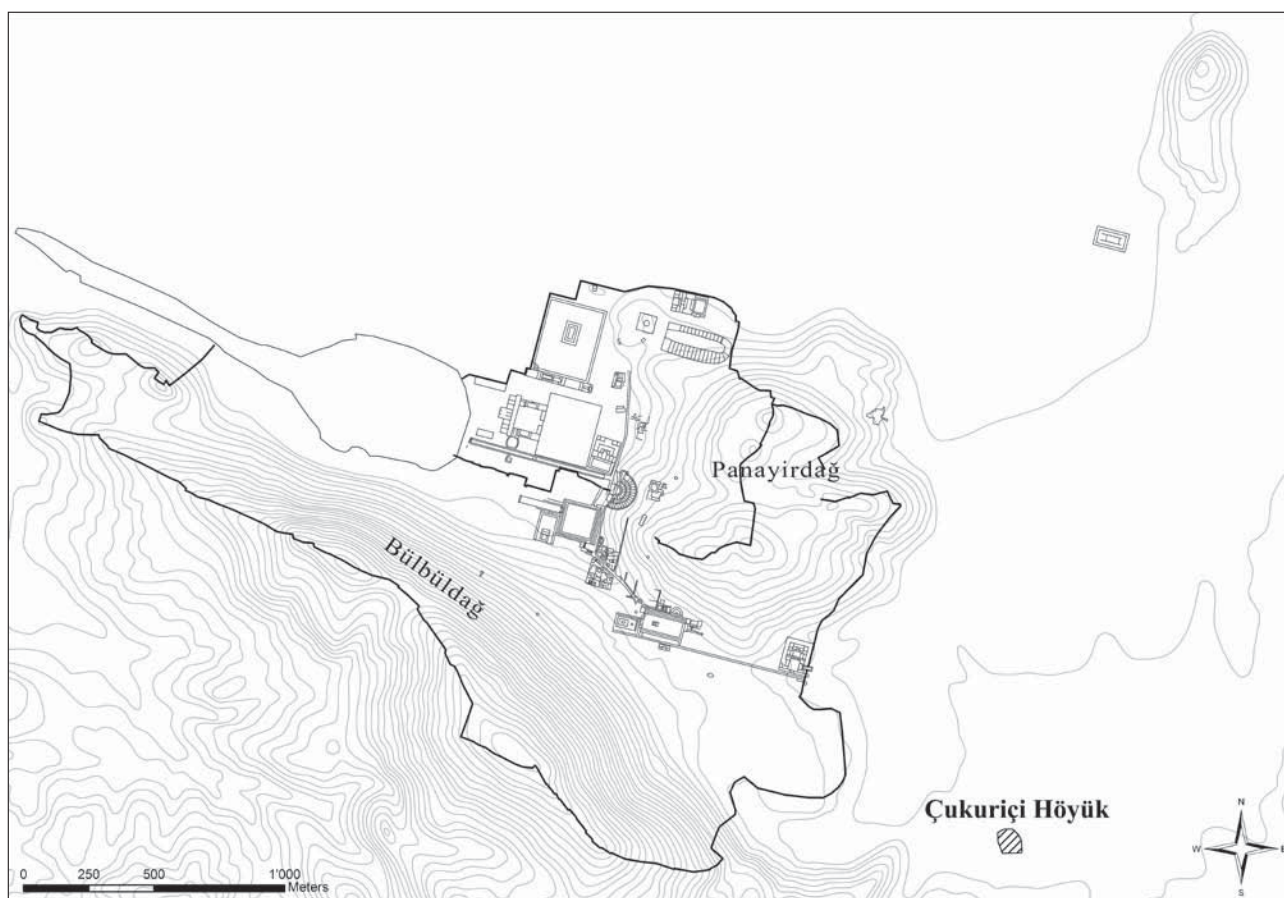 Panayirdağ
Bülbüldağ
Çukuriçi Höyük
N
W E
S
0 250 500 1'000
Meters